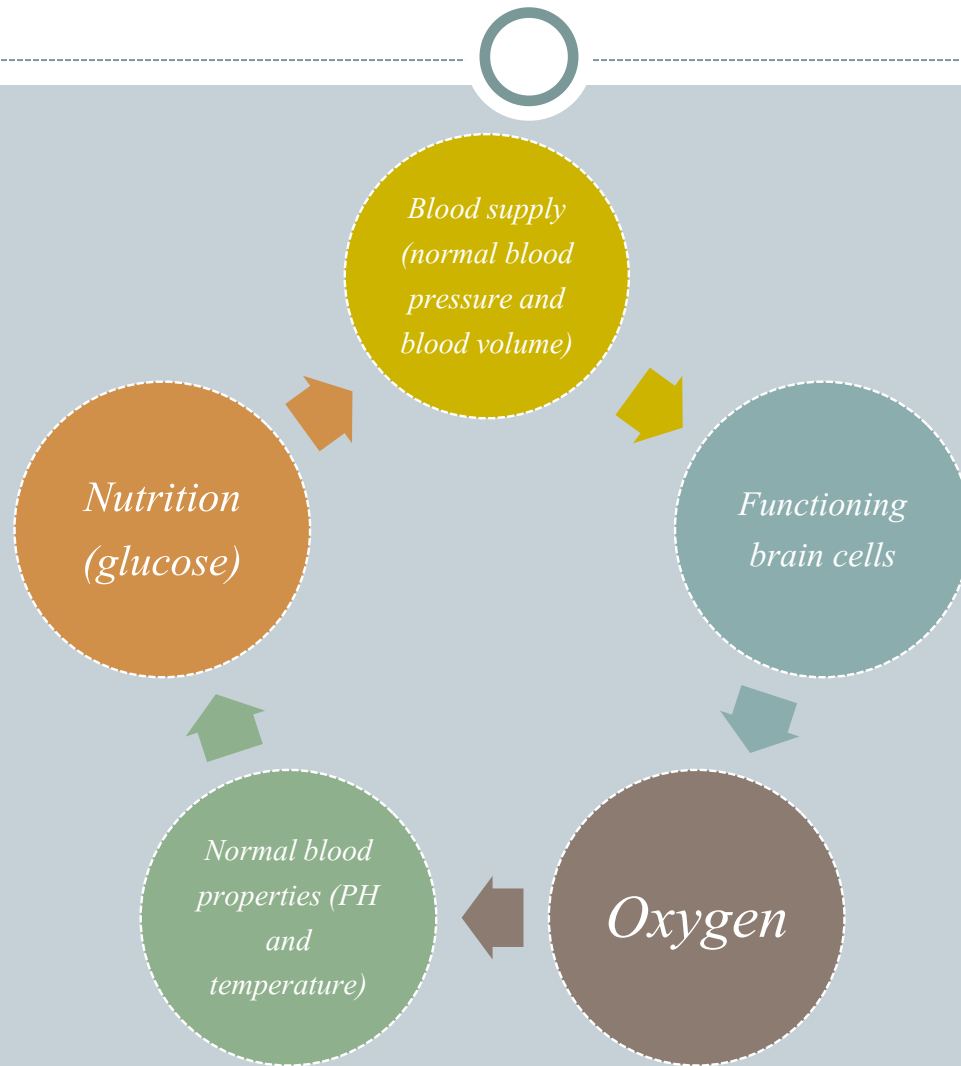 Blood supply
(normal blood
pressure and
blood volume)
Functioning
brain cells
Oxygen
Normal blood
properties (PH
and
temperature)
Nutrition
(glucose)